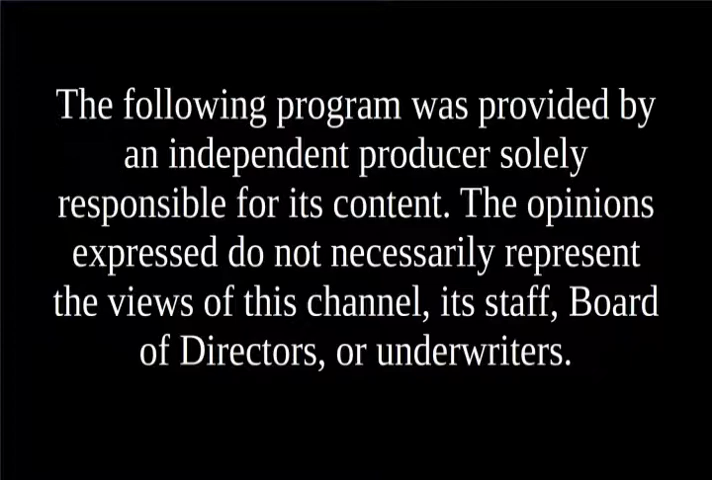 The following program was provided by
an independent producer solely
responsible for its content. The opinions
expressed do not necessarily represent
the views of this channel, its staff, Board
of Directors, or underwriters.